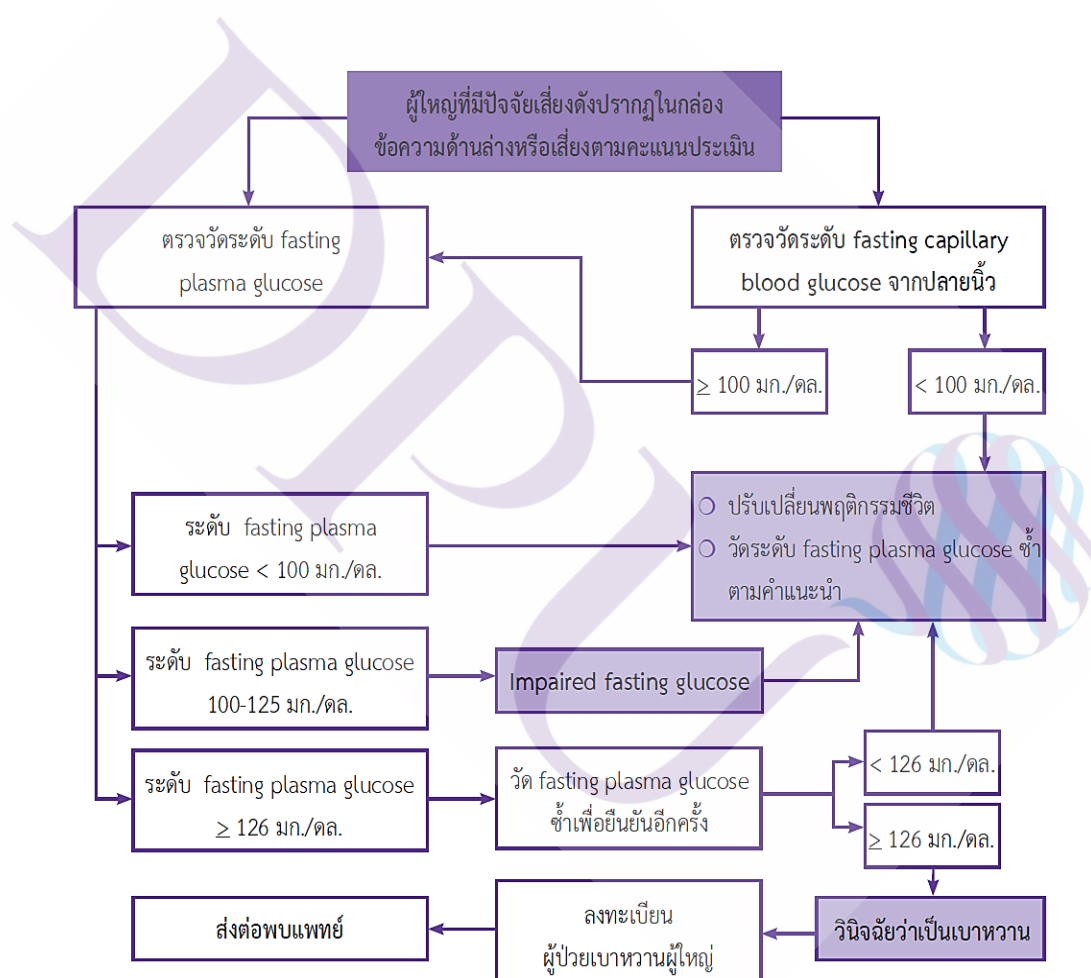 ผู้ใหญ่ที่มีปัจจัยเสี่ยงดังปรากฏในกล่อง
ข้อความด้านล่างหรือเสี่ยงตามคะแนนประเมิน
ตรวจวัดระดับ fasting
plasma glucose
ตรวจวัดระดับ fasting capillary
blood glucose จากปลายนิ้ว
≥ 100 มก./ดล.
< 100 มก./ดล.
ระดับ fasting plasma
glucose < 100 มก./ดล.
○ ปรับเปลี่ยนพฤติกรรมชีวิต
○ วัดระดับ fasting plasma glucose ซ้ำ
ตามคำแนะนำ
ระดับ fasting plasma glucose
100-125 มก./ดล.
Impaired fasting glucose
ระดับ fasting plasma glucose
≥ 126 มก./ดล.
วัด fasting plasma glucose
ซ้ำเพื่อยืนยันอีกครั้ง
< 126 มก./ดล.
≥ 126 มก./ดล.
ส่งต่อพบแพทย์
ลงทะเบียน
ผู้ป่วยเบาหวานผู้ใหญ่
วินิจฉัยว่าเป็นเบาหวาน
DPU